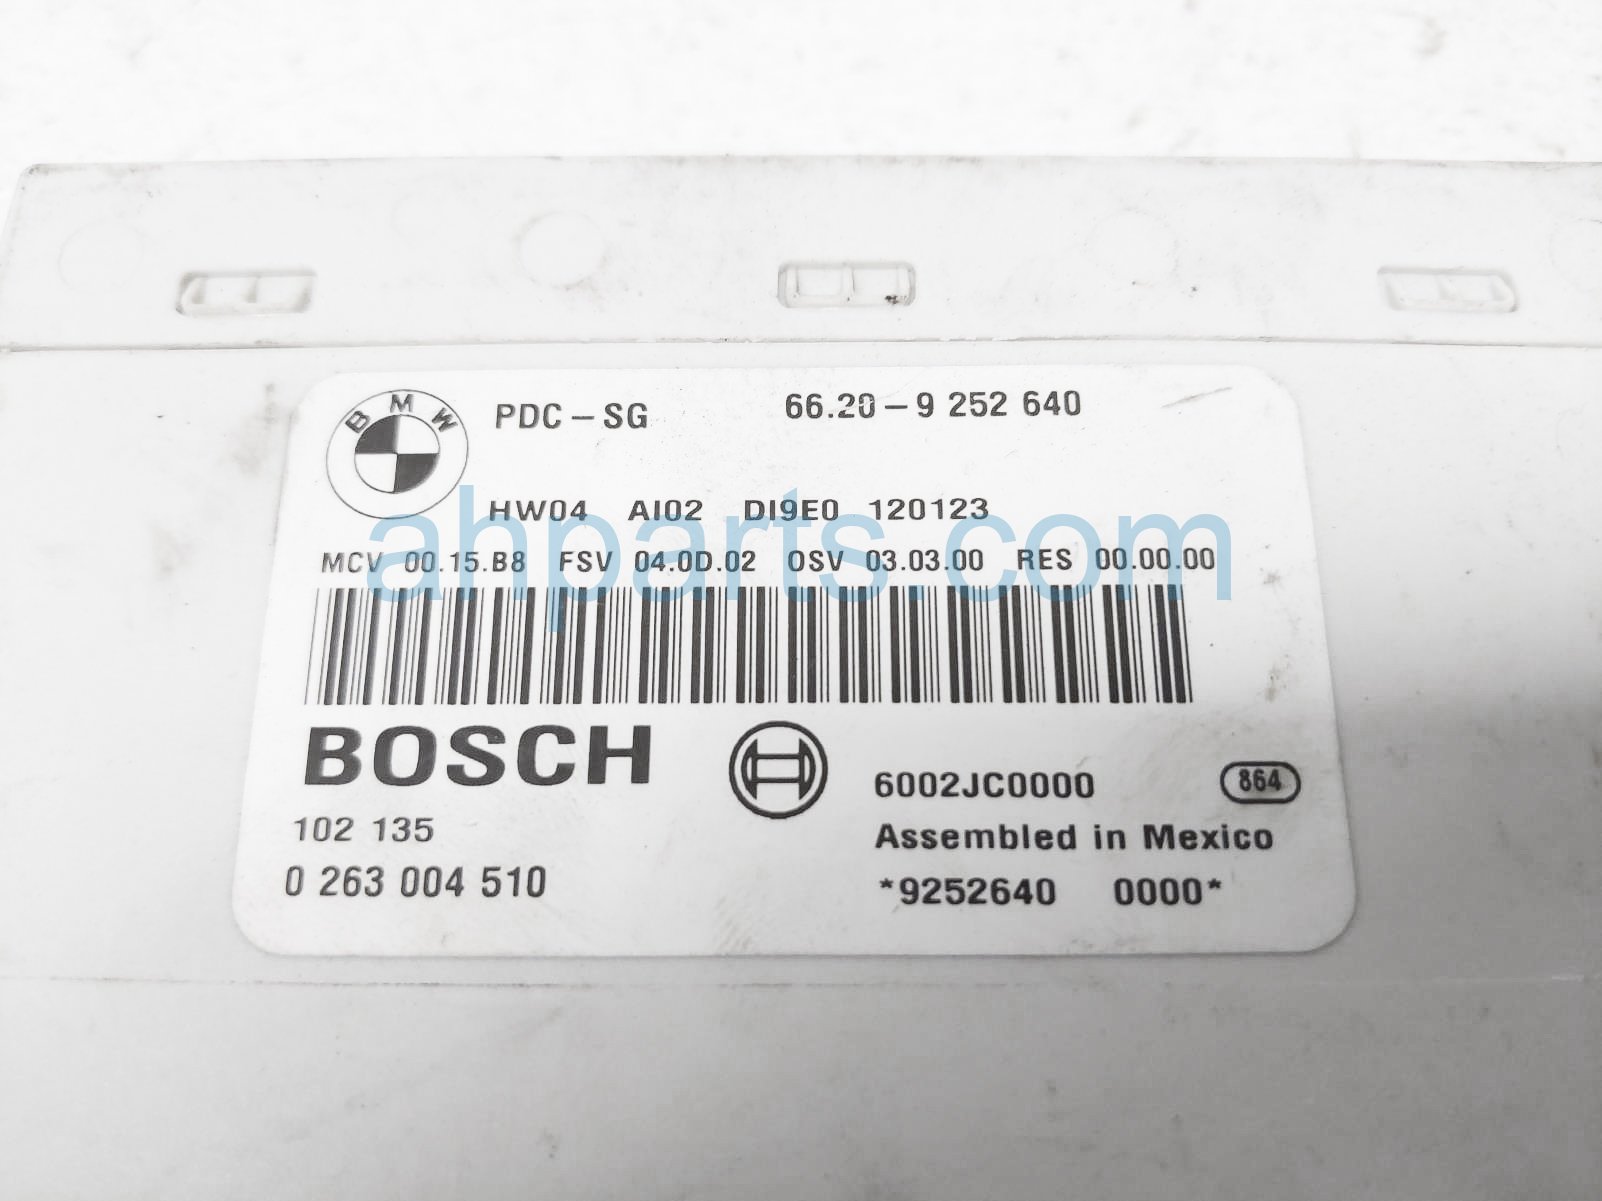 BMW
PDC-SG 66.20-9 252 640
HW04 AI02 DI9E0 120123
MCV 00.15.B8 FSV 04.0D.02 OSV 03.03.00 RES 00.00.00
ahparts.com
BOSCH
6002JC0000 864
102 135
Assembled in Mexico
0 263 004 510
*9252640 0000*